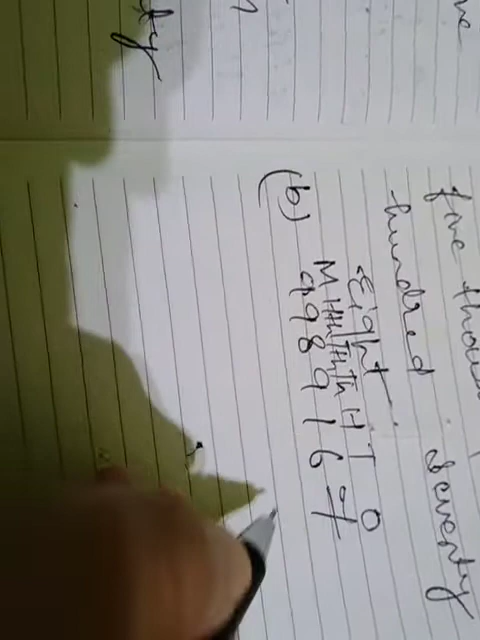 five thous
hundred seventy
Eight.
M HTh TTh Th H T O
(b) 9 9 8 9 1 6 7